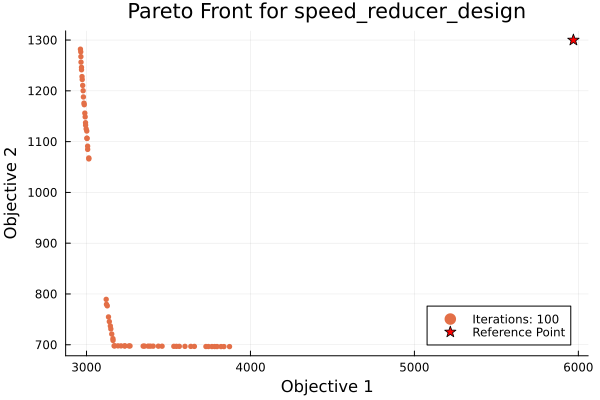 Pareto Front for speed_reducer_design
1300
1200
1100
1000
900
800
700
3000
4000
5000
6000
Objective 2
Objective 1
Iterations: 100
Reference Point